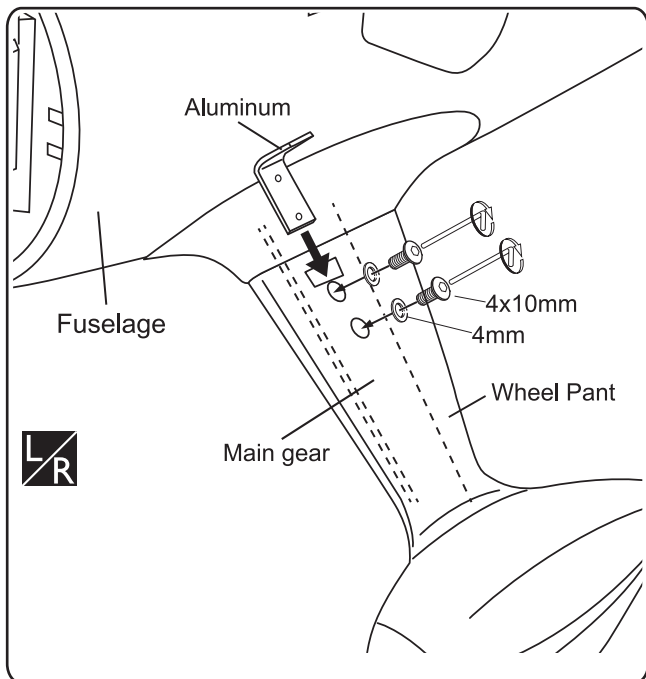 Aluminum
Fuselage
4x10mm
4mm
Wheel Pant
Main gear
L/R